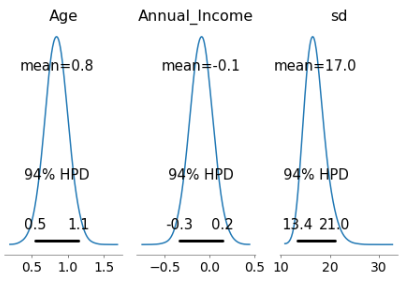 Age
mean=0.8
94% HPD
0.5 1.1
0.5 1.0 1.5
Annual_Income
mean=-0.1
94% HPD
-0.3 0.2
−0.5 0.0 0.5
sd
mean=17.0
94% HPD
13.4 21.0
10 20 30